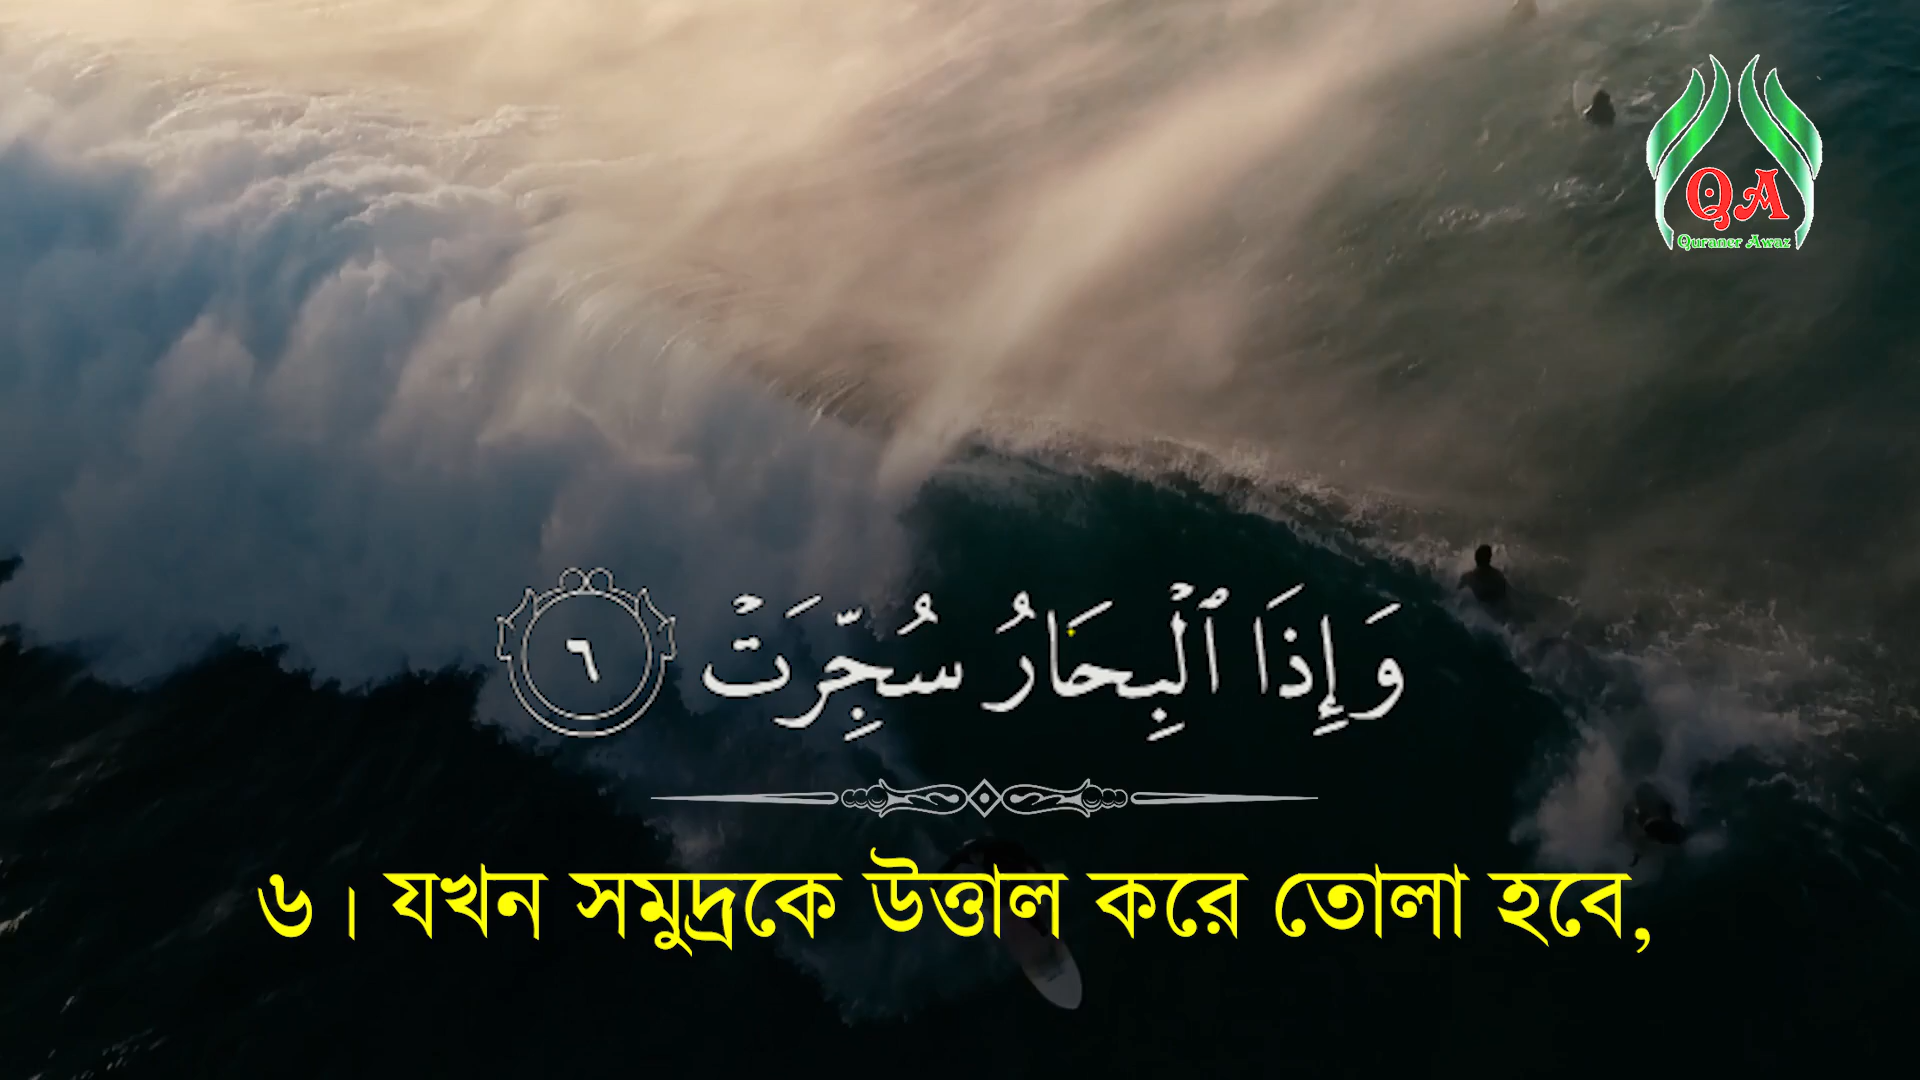 QA
Quraner Awaz
وَإِذَا ٱلْبِحَارُ سُجِّرَتْ ٦
৬। যখন সমুদ্রকে উত্তাল করে তোলা হবে,